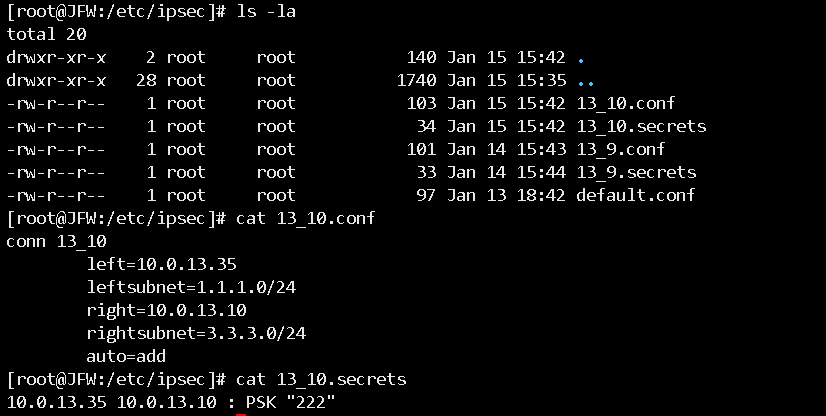 [root@JFW:/etc/ipsec]# ls -la
total 20
drwxr-xr-x    2 root     root           140 Jan 15 15:42 .
drwxr-xr-x   28 root     root          1740 Jan 15 15:35 ..
-rw-r--r--    1 root     root           103 Jan 15 15:42 13_10.conf
-rw-r--r--    1 root     root            34 Jan 15 15:42 13_10.secrets
-rw-r--r--    1 root     root           101 Jan 14 15:43 13_9.conf
-rw-r--r--    1 root     root            33 Jan 14 15:44 13_9.secrets
-rw-r--r--    1 root     root            97 Jan 13 18:42 default.conf
[root@JFW:/etc/ipsec]# cat 13_10.conf
conn 13_10
        left=10.0.13.35
        leftsubnet=1.1.1.0/24
        right=10.0.13.10
        rightsubnet=3.3.3.0/24
        auto=add
[root@JFW:/etc/ipsec]# cat 13_10.secrets
10.0.13.35 10.0.13.10 : PSK "222"